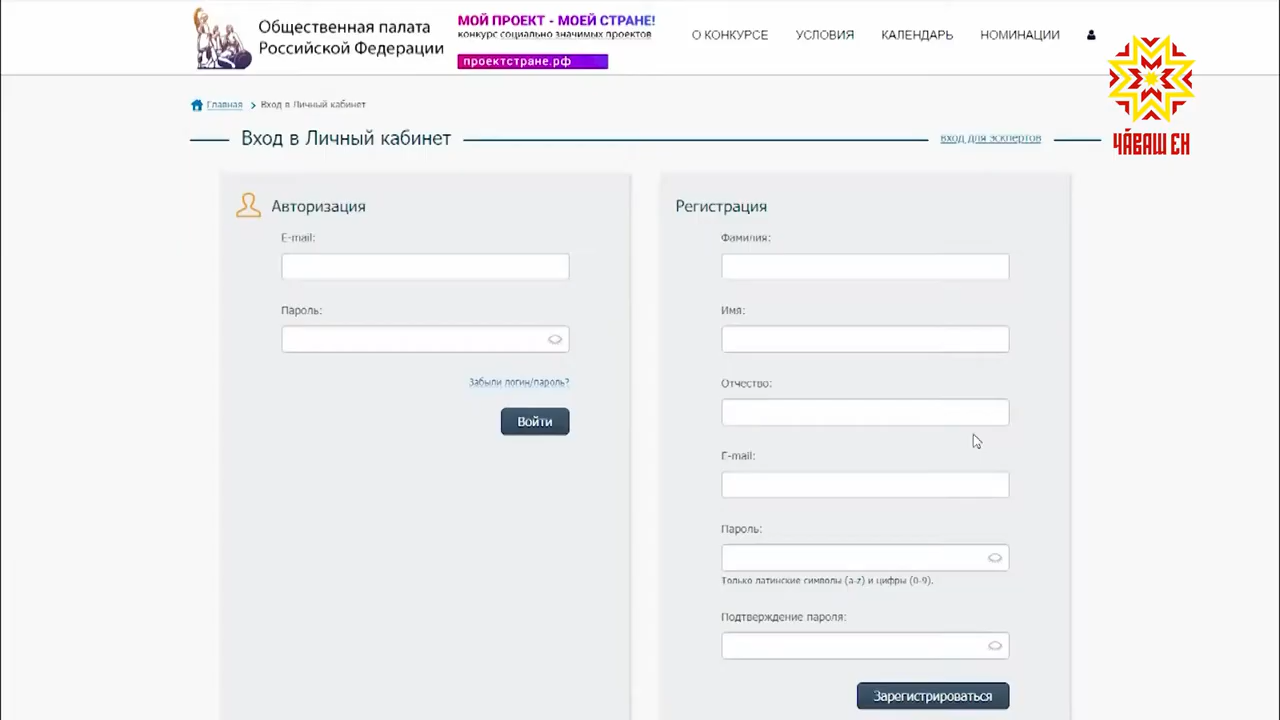 Общественная палата
Российской Федерации
МОЙ ПРОЕКТ - МОЕЙ СТРАНЕ!
конкурс социально значимых проектов
проектстране.рф
О КОНКУРСЕ
УСЛОВИЯ
КАЛЕНДАРЬ
НОМИНАЦИИ
ЧӐВАШ ЕН
Главная > Вход в Личный кабинет
Вход в Личный кабинет
вход для экспертов
Авторизация
E-mail:
Пароль:
Забыли логин/пароль?
Войти
Регистрация
Фамилия:
Имя:
Отчество:
E-mail:
Пароль:
Только латинские символы (a-z) и цифры (0-9).
Подтверждение пароля:
Зарегистрироваться